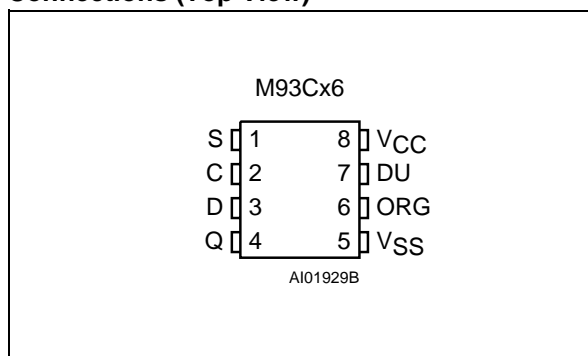 Connections (Top View)
M93Cx6
S 1 8 VCC
C 2 7 DU
D 3 6 ORG
Q 4 5 VSS
AI01929B